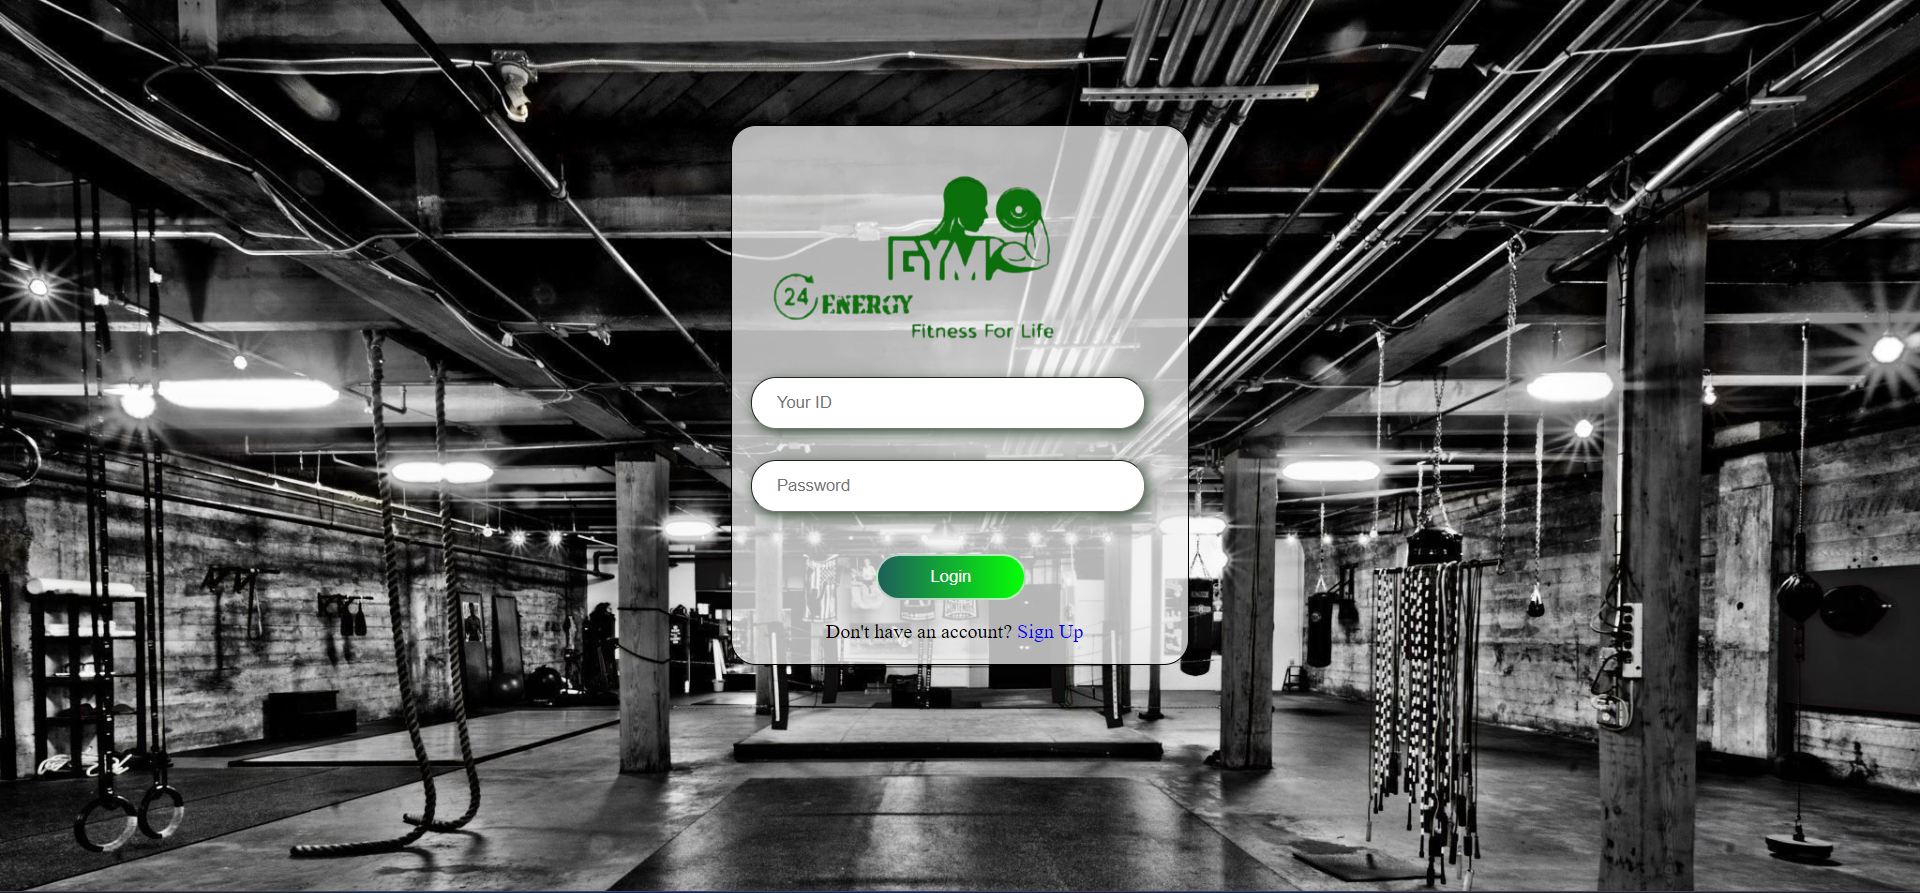 GYM
24 ENERGY
Fitness For Life
Your ID
Password
Login
Don't have an account? Sign Up